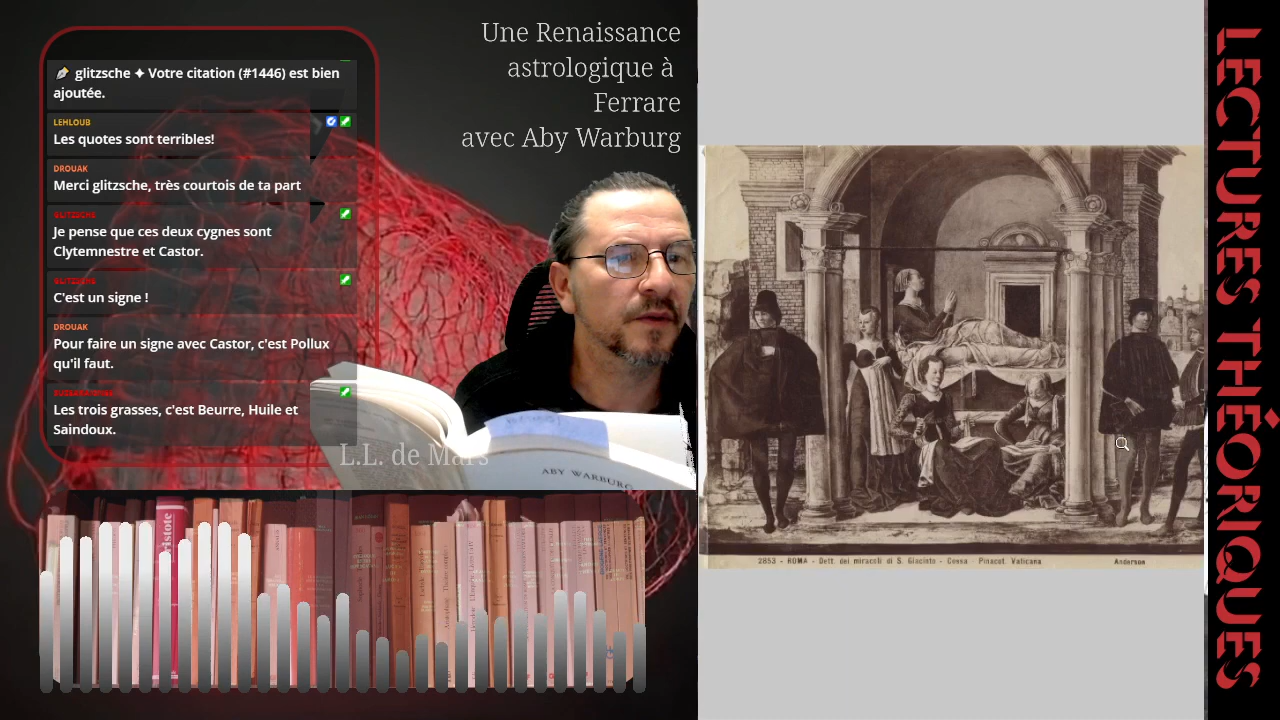 glitzsche ✦ Votre citation (#1446) est bien
ajoutée.
LEHLOUB
Les quotes sont terribles!
DROUAK
Merci glitzsche, très courtois de ta part
GLITZSCHE
Je pense que ces deux cygnes sont
Clytemnestre et Castor.
GLITZSCHE
C'est un signe !
DROUAK
Pour faire un signe avec Castor, c'est Pollux
qu'il faut.
Les trois grasses, c'est Beurre, Huile et
Saindoux.
Une Renaissance
astrologique à
Ferrare
avec Aby Warburg
L.L. de Mars
ABY WARBURG
2853 - ROMA - Dett. dei miracoli di S. Giacinto - Cossa - Pinacot. Vaticana
Anderson
LECTURES THÉORIQUES